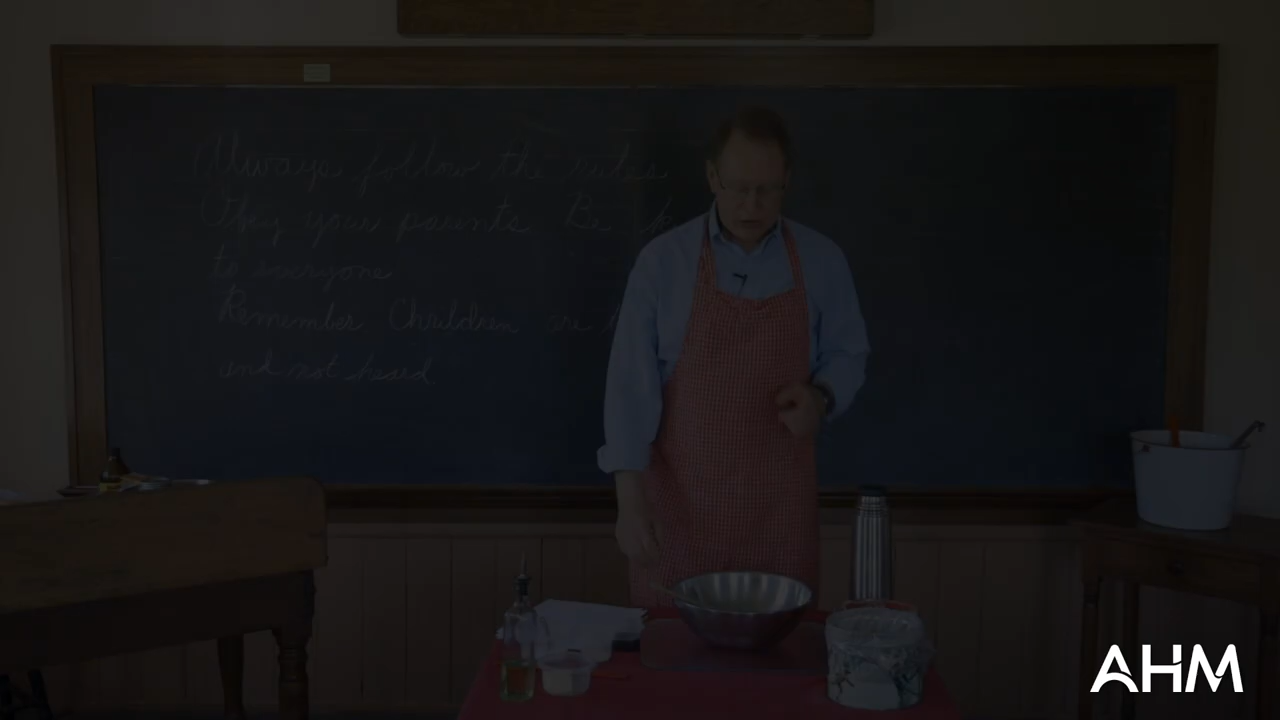 Always follow the rules
Obey your parents Be
to everyone
Remember Children are
and not heard
AHM